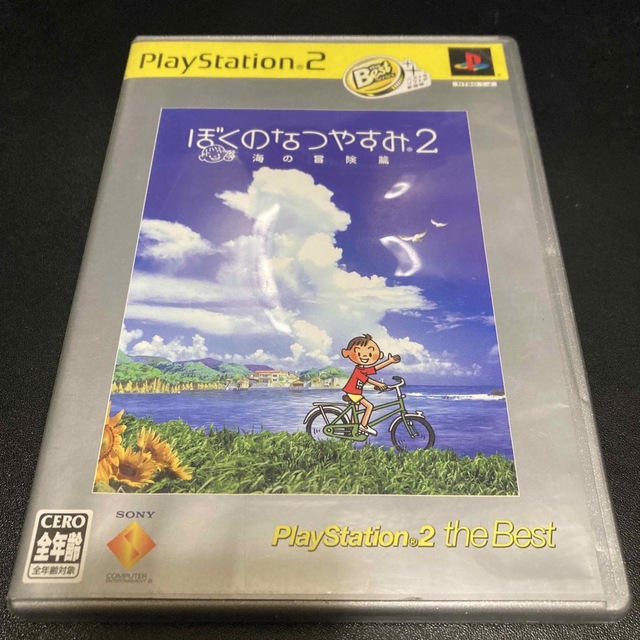 PlayStation®2
the Best
NTSC J
ぼくのなつやすみ®2
海の冒険篇
CERO
全年齢
全年齢対象
SONY
COMPUTER
ENTERTAINMENT®
PlayStation®2 the Best